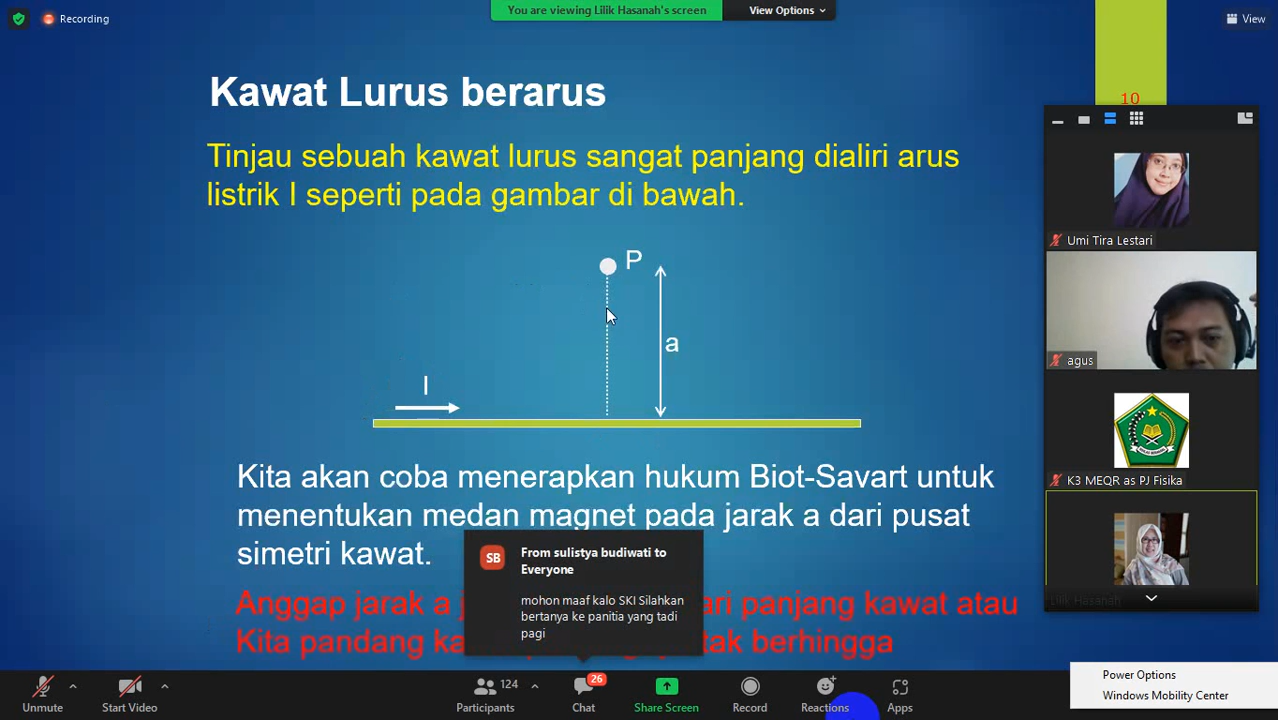 Recording
You are viewing Lilik Hasanah's screen
View Options
View
10
Kawat Lurus berarus
Tinjau sebuah kawat lurus sangat panjang dialiri arus
listrik I seperti pada gambar di bawah.
P
a
I
Kita akan coba menerapkan hukum Biot-Savart untuk
menentukan medan magnet pada jarak a dari pusat
simetri kawat.
Anggap jarak a panjang kawat atau
Kita pandang tak berhingga
SB
From sulistya budiwati to
Everyone
mohon maaf kalo SKI Silahkan
bertanya ke panitia yang tadi
pagi
Umi Tira Lestari
agus
K3 MEQR as PJ Fisika
Lilik Hasanah
Power Options
Windows Mobility Center
Unmute
Start Video
124
Participants
26
Chat
Share Screen
Record
Reactions
Apps